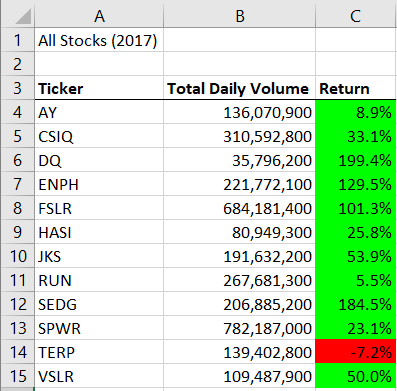 A B C
1 All Stocks (2017)
2
3 Ticker Total Daily Volume Return
4 AY 136,070,900 8.9%
5 CSIQ 310,592,800 33.1%
6 DQ 35,796,200 199.4%
7 ENPH 221,772,100 129.5%
8 FSLR 684,181,400 101.3%
9 HASI 80,949,300 25.8%
10 JKS 191,632,200 53.9%
11 RUN 267,681,300 5.5%
12 SEDG 206,885,200 184.5%
13 SPWR 782,187,000 23.1%
14 TERP 139,402,800 -7.2%
15 VSLR 109,487,900 50.0%